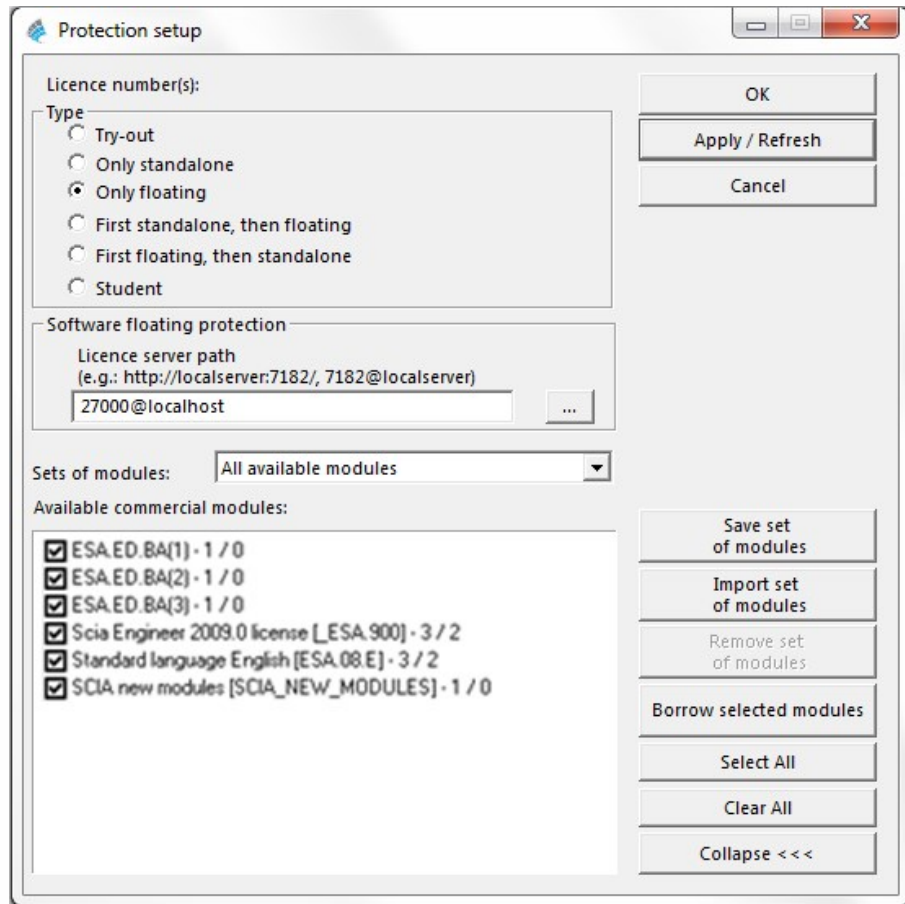 Protection setup
Licence number(s):
Type
Try-out
Only standalone
Only floating
First standalone, then floating
First floating, then standalone
Student
OK
Apply / Refresh
Cancel
Software floating protection
Licence server path
(e.g.: http://localserver:7182/, 7182@localserver)
27000@localhost
...
Sets of modules:
All available modules
Available commercial modules:
ESA.ED.BA(1) - 1 / 0
ESA.ED.BA(2) - 1 / 0
ESA.ED.BA(3) - 1 / 0
Scia Engineer 2009.0 license [_ESA.900] - 3 / 2
Standard language English [ESA.08.E] - 3 / 2
SCIA new modules [SCIA_NEW_MODULES] - 1 / 0
Save set
of modules
Import set
of modules
Remove set
of modules
Borrow selected modules
Select All
Clear All
Collapse <<<